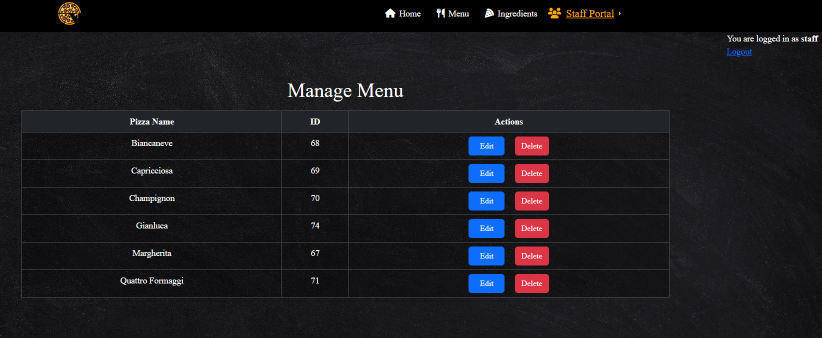 Home Menu Ingredients Staff Portal
You are logged in as staff
Logout
Manage Menu
Pizza Name ID Actions
Biancaneve 68 Edit Delete
Capricciosa 69 Edit Delete
Champignon 70 Edit Delete
Gianluca 74 Edit Delete
Margherita 67 Edit Delete
Quattro Formaggi 71 Edit Delete